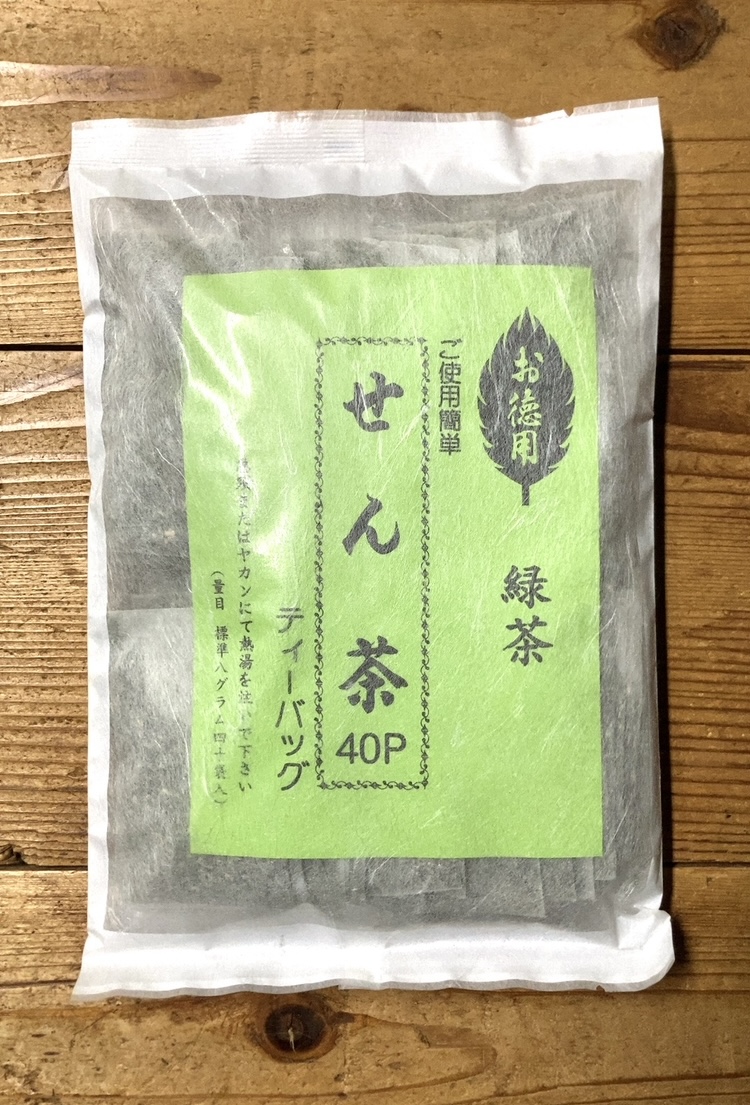 お徳用
緑茶
ご使用簡単
せん茶
40P
ティーバッグ
またはヤカンにて熱湯を注いで下さい
(量目 標準八グラム四十袋入)